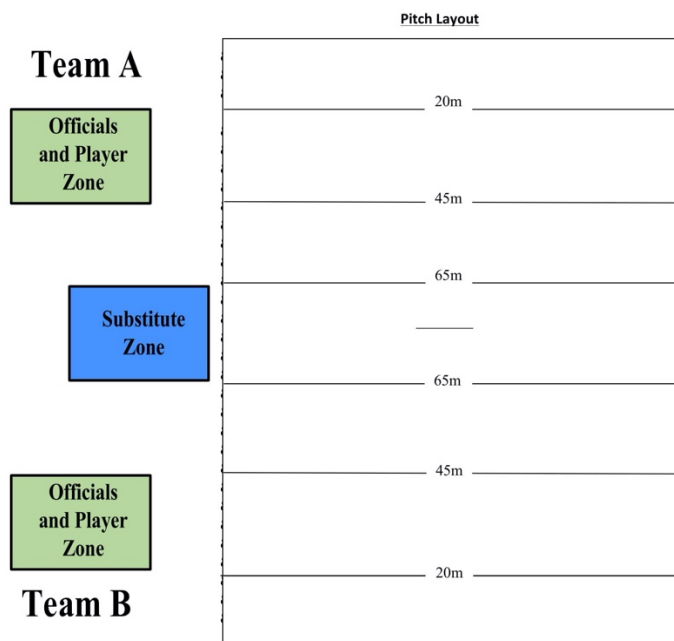 Pitch Layout
Team A
20m
Officials
and Player
Zone
45m
65m
Substitute
Zone
65m
45m
Officials
and Player
Zone
20m
Team B